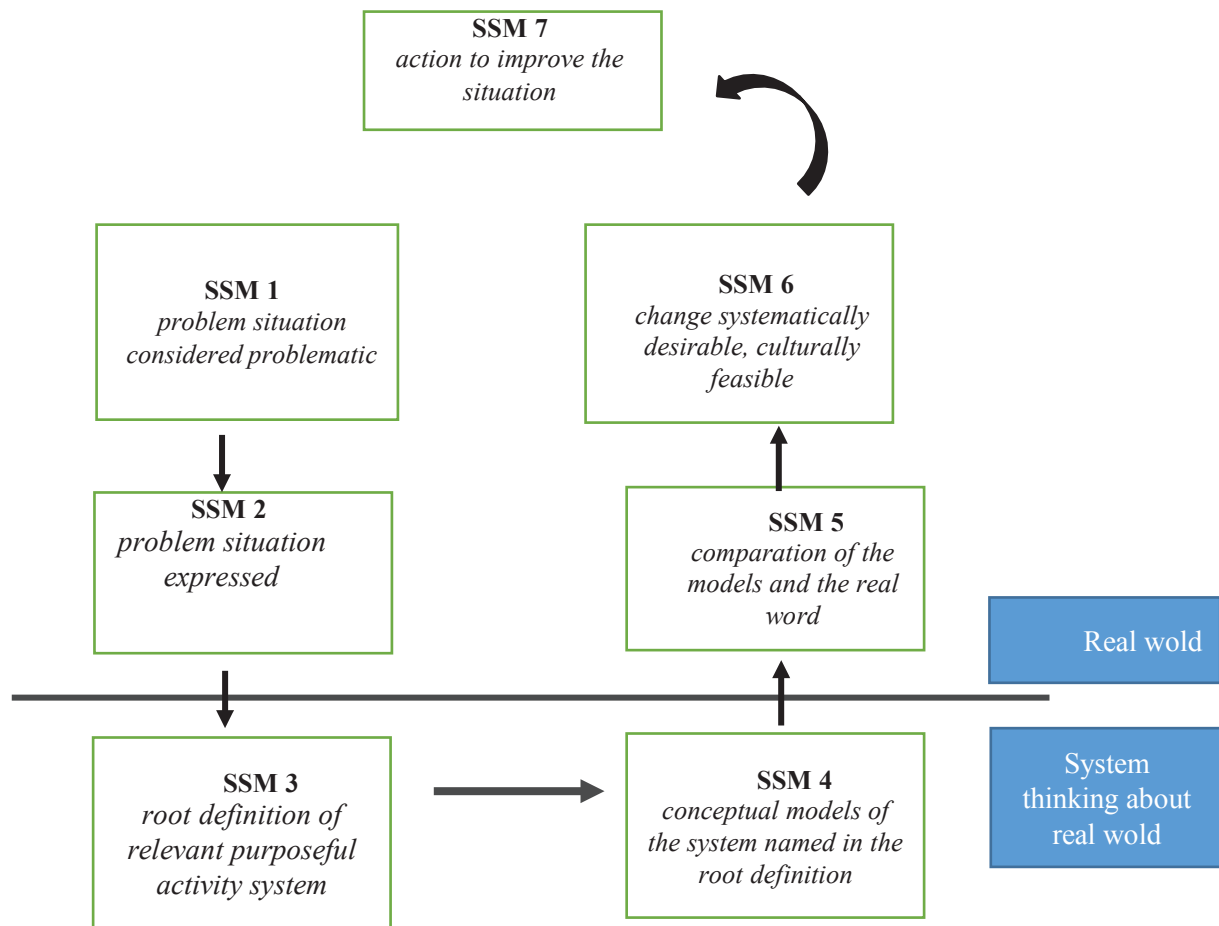 SSM 7
action to improve the
situation
SSM 1
problem situation
considered problematic
SSM 6
change systematically
desirable, culturally
feasible
SSM 2
problem situation
expressed
SSM 5
comparation of the
models and the real
word
Real wold
SSM 3
root definition of
relevant purposeful
activity system
SSM 4
conceptual models of
the system named in the
root definition
System
thinking about
real wold